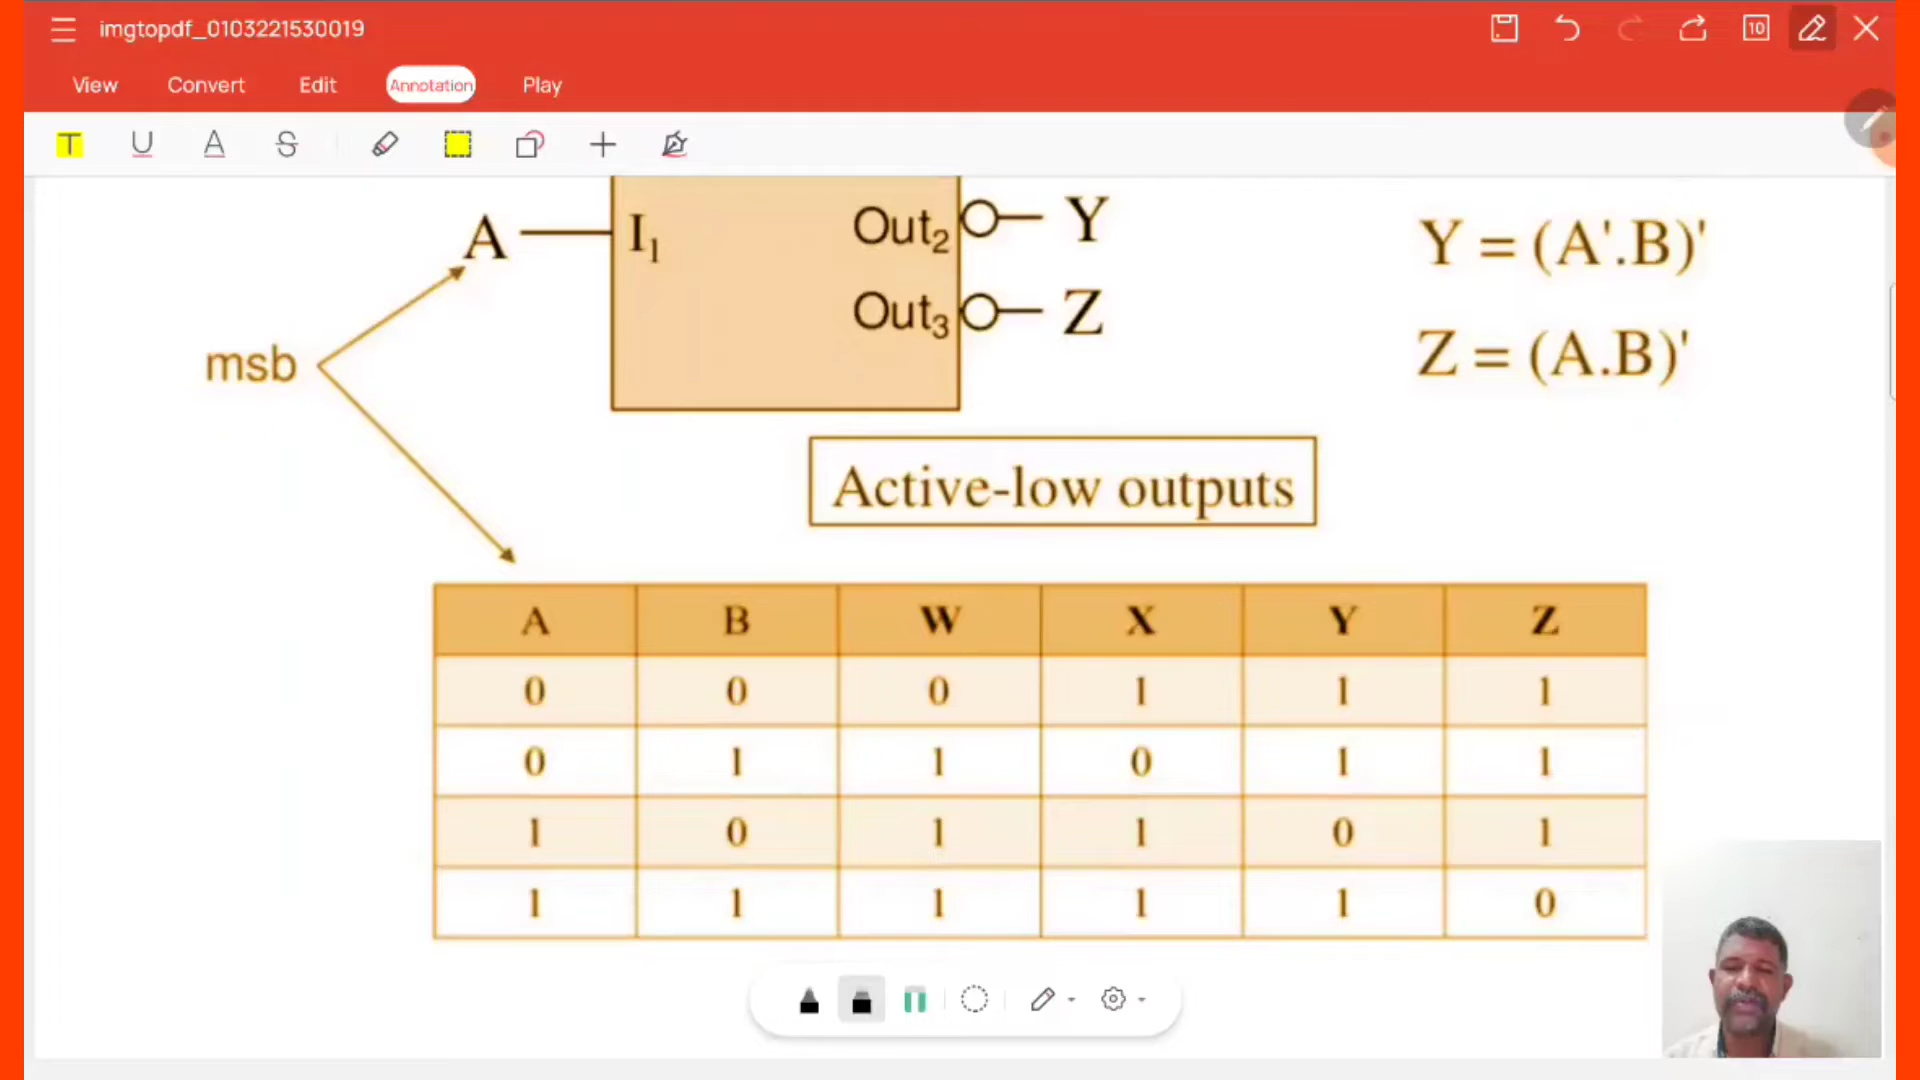 imgtopdf_0103221530019
10
View Convert Edit Annotation Play
T U A S
A I1 Out2 Y Y = (A'.B)'
Out3 Z Z = (A.B)'
msb
Active-low outputs
A B W X Y Z
0 0 0 1 1 1
0 1 1 0 1 1
1 0 1 1 0 1
1 1 1 1 1 0